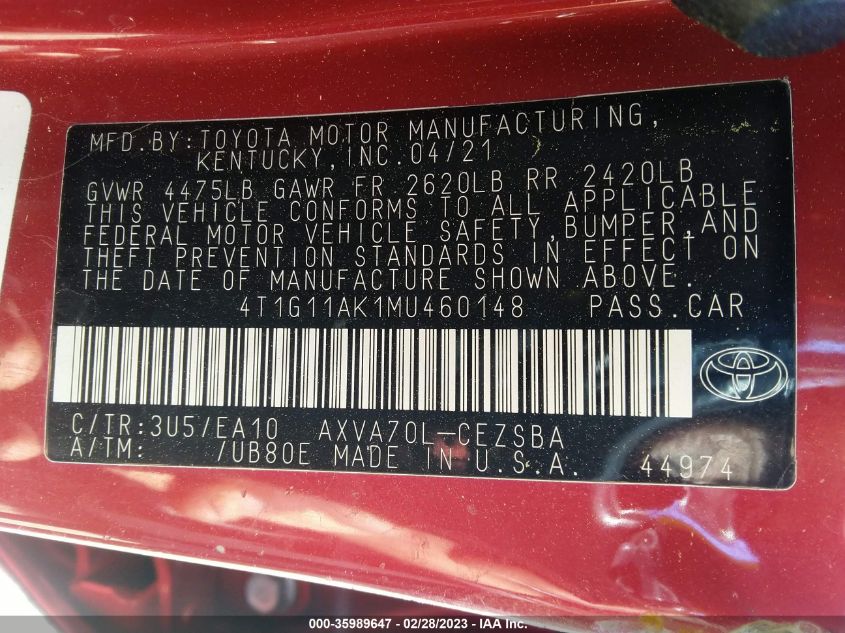 MFD. BY: TOYOTA MOTOR MANUFACTURING,
KENTUCKY, INC. 04/21
GVWR 4475LB GAWR FR 2620LB RR 2420LB
THIS VEHICLE CONFORMS TO ALL APPLICABLE
FEDERAL MOTOR VEHICLE SAFETY, BUMPER, AND
THEFT PREVENTION STANDARDS IN EFFECT ON
THE DATE OF MANUFACTURE SHOWN ABOVE.
4T1G11AK1MU460148 PASS.CAR
C/TR: 3U5/EA10 AXVA70L-CEZSBA
A/TM: /UB80E MADE IN U.S.A. 44974
000-35989647 - 02/28/2023 - IAA Inc.